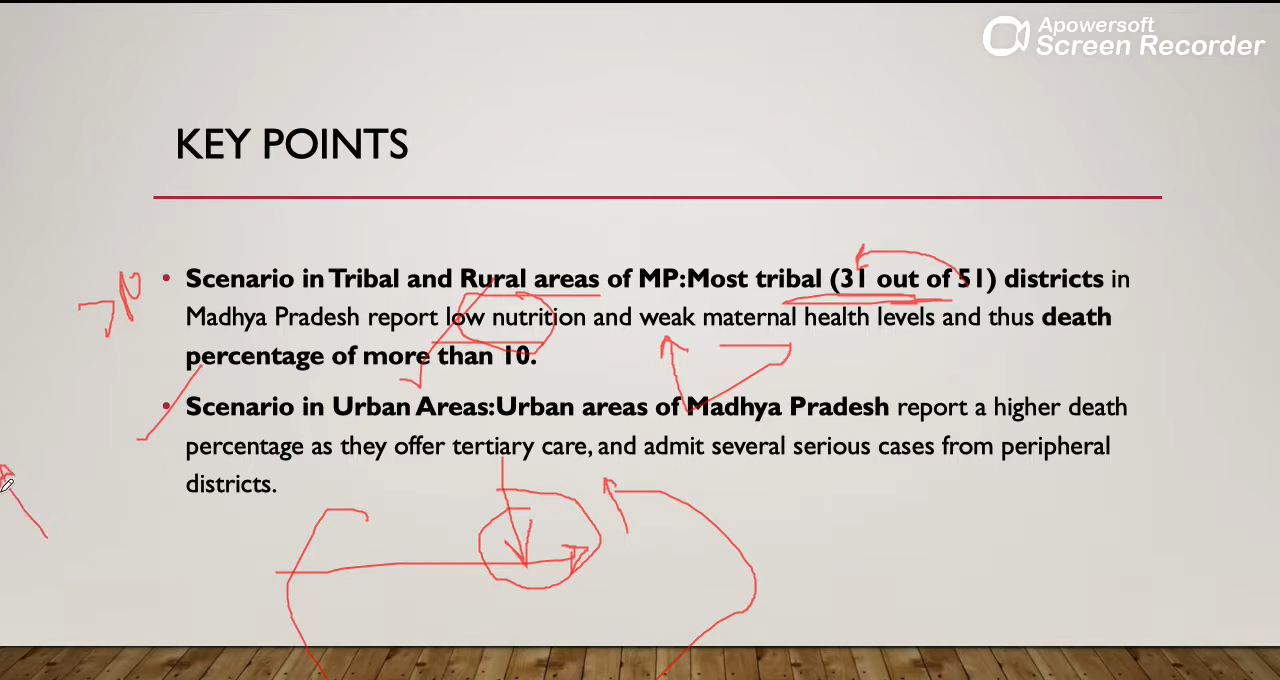 Apowersoft
Screen Recorder
KEY POINTS
• Scenario in Tribal and Rural areas of MP:Most tribal (31 out of 51) districts in
Madhya Pradesh report low nutrition and weak maternal health levels and thus death
percentage of more than 10.
• Scenario in Urban Areas:Urban areas of Madhya Pradesh report a higher death
percentage as they offer tertiary care, and admit several serious cases from peripheral
districts.